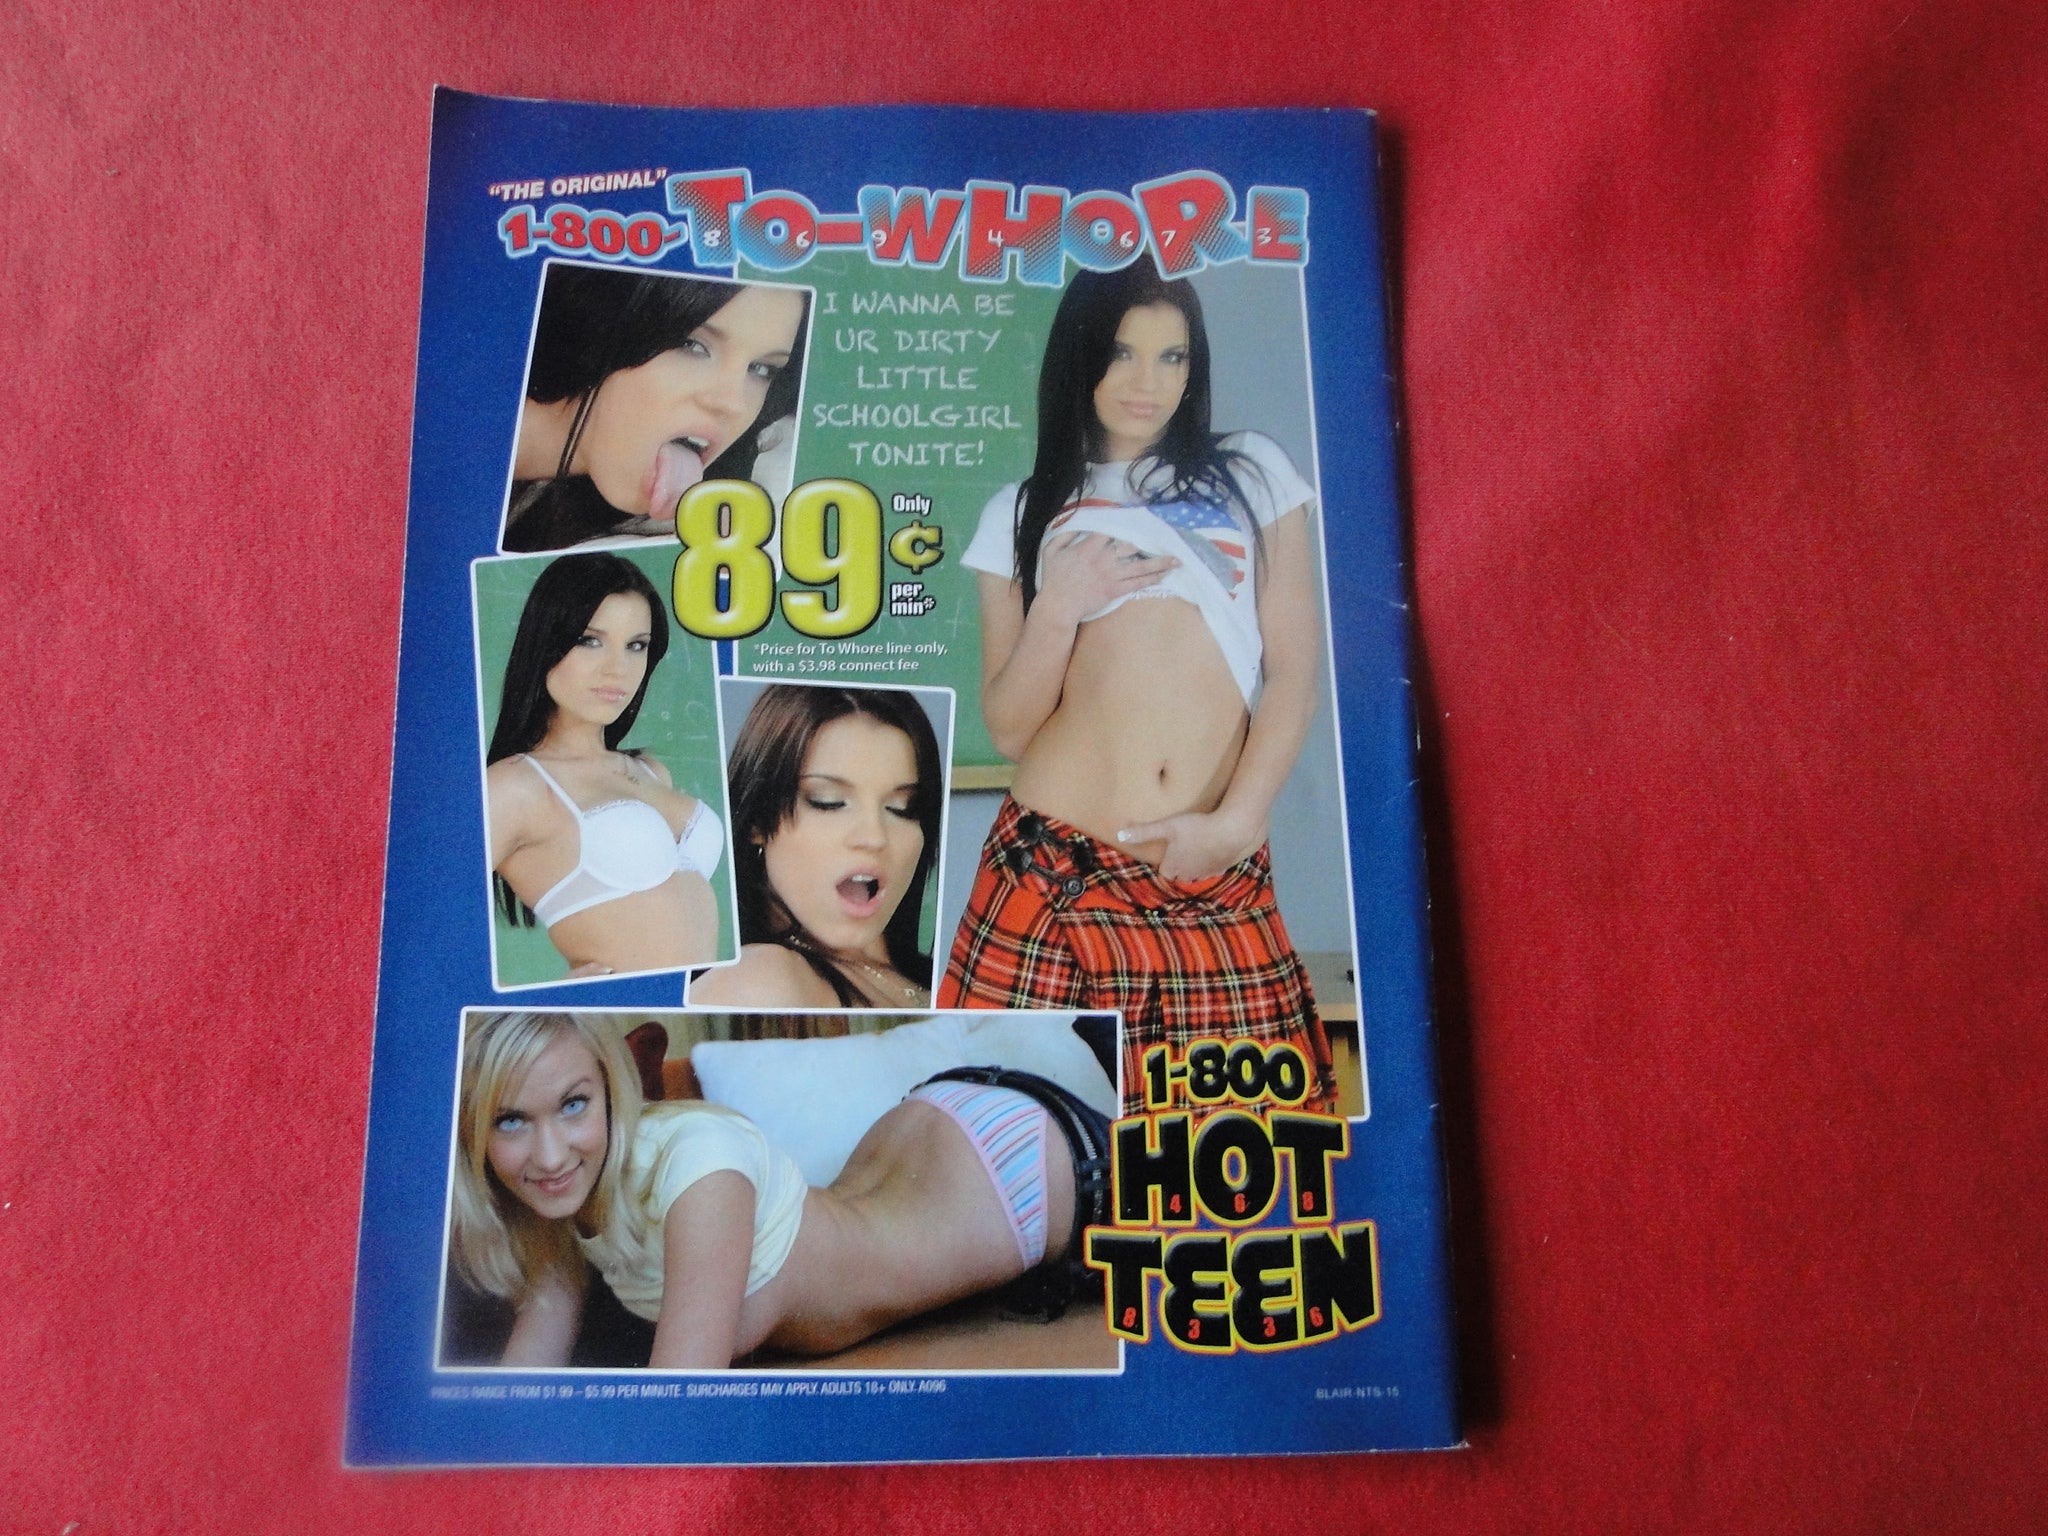 "THE ORIGINAL"
1-800-TO-WHORE
8 6 9 4 6 7 3
I WANNA BE
UR DIRTY
LITTLE
SCHOOLGIRL
TONITE!
Only
89¢
per
min*
*Price for To Whore line only,
with a $3.98 connect fee
1-800
HOT
4 6 8
TEEN
8 3 3 6
PRICES RANGE FROM $1.99 – $5.99 PER MINUTE. SURCHARGES MAY APPLY. ADULTS 18+ ONLY. A096
BLAIR-NTS-15